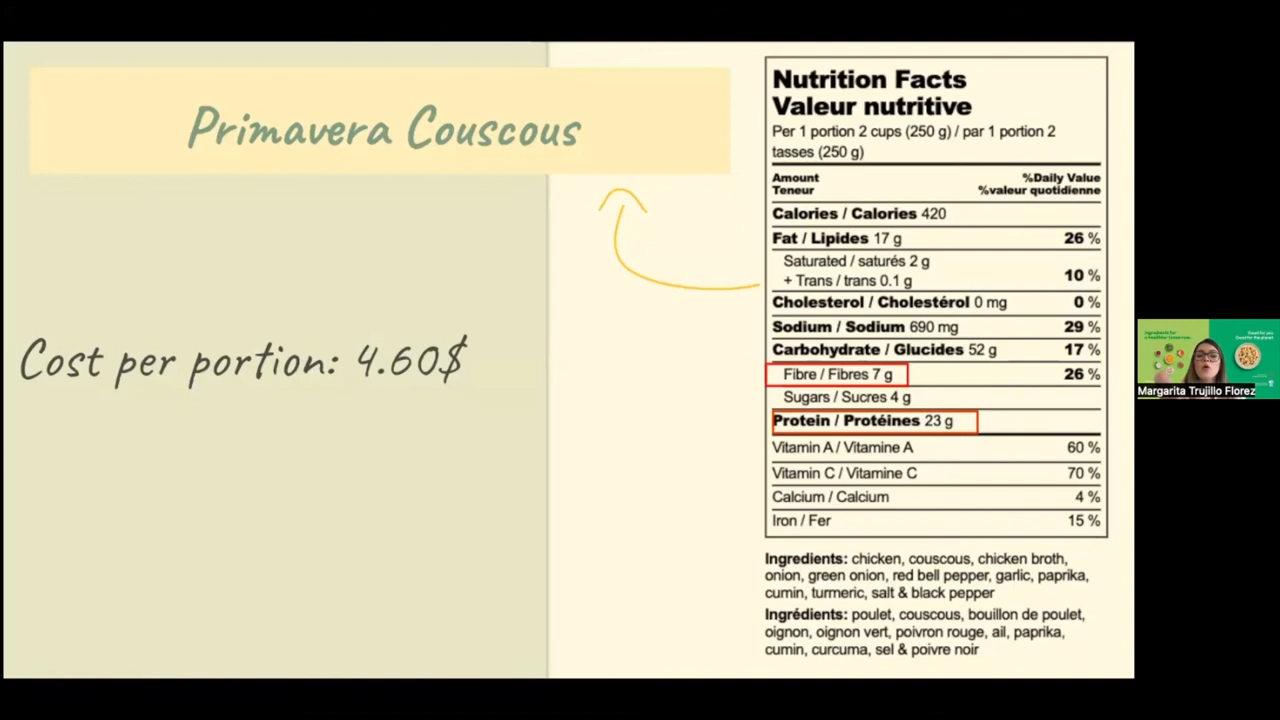 Primavera Couscous
Cost per portion: 4.60$
Nutrition Facts
Valeur nutritive
Per 1 portion 2 cups (250 g) / par 1 portion 2
tasses (250 g)
Amount %Daily Value
Teneur %valeur quotidienne
Calories / Calories 420
Fat / Lipides 17 g 26 %
Saturated / saturés 2 g
+ Trans / trans 0.1 g 10 %
Cholesterol / Cholestérol 0 mg 0 %
Sodium / Sodium 690 mg 29 %
Carbohydrate / Glucides 52 g 17 %
Fibre / Fibres 7 g 26 %
Sugars / Sucres 4 g
Protein / Protéines 23 g
Vitamin A / Vitamine A 60 %
Vitamin C / Vitamine C 70 %
Calcium / Calcium 4 %
Iron / Fer 15 %
Ingredients: chicken, couscous, chicken broth,
onion, green onion, red bell pepper, garlic, paprika,
cumin, turmeric, salt & black pepper
Ingrédients: poulet, couscous, bouillon de poulet,
oignon, oignon vert, poivron rouge, ail, paprika,
cumin, curcuma, sel & poivre noir
Margarita Trujillo Florez